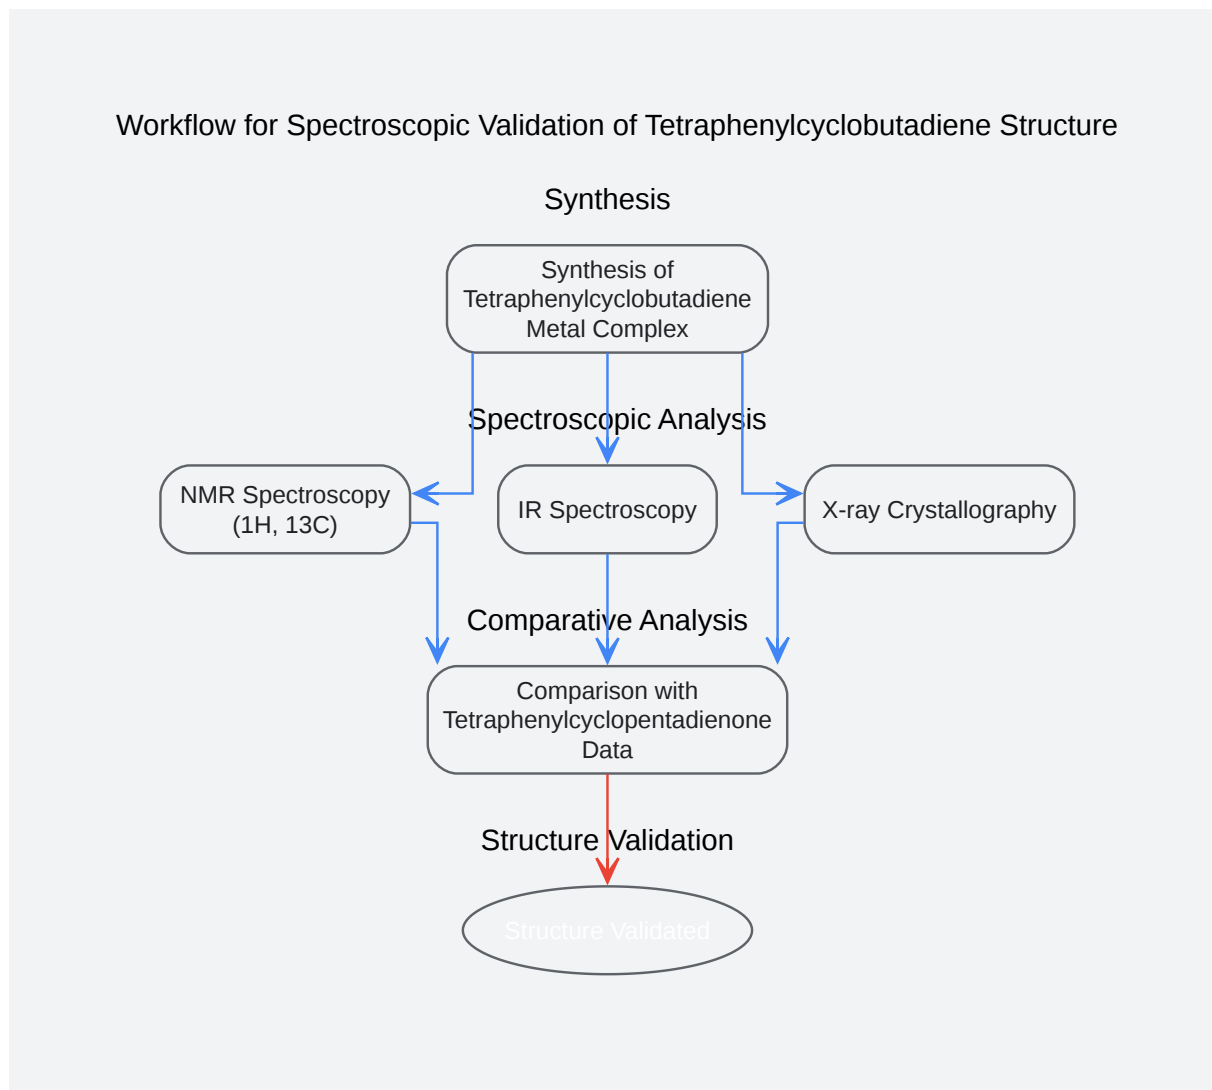 Workflow for Spectroscopic Validation of Tetraphenylcyclobutadiene Structure
Synthesis
Synthesis of
Tetraphenylcyclobutadiene
Metal Complex
Spectroscopic Analysis
NMR Spectroscopy
(1H, 13C)
IR Spectroscopy
X-ray Crystallography
Comparative Analysis
Comparison with
Tetraphenylcyclopentadienone
Data
Structure Validation
Structure Validated